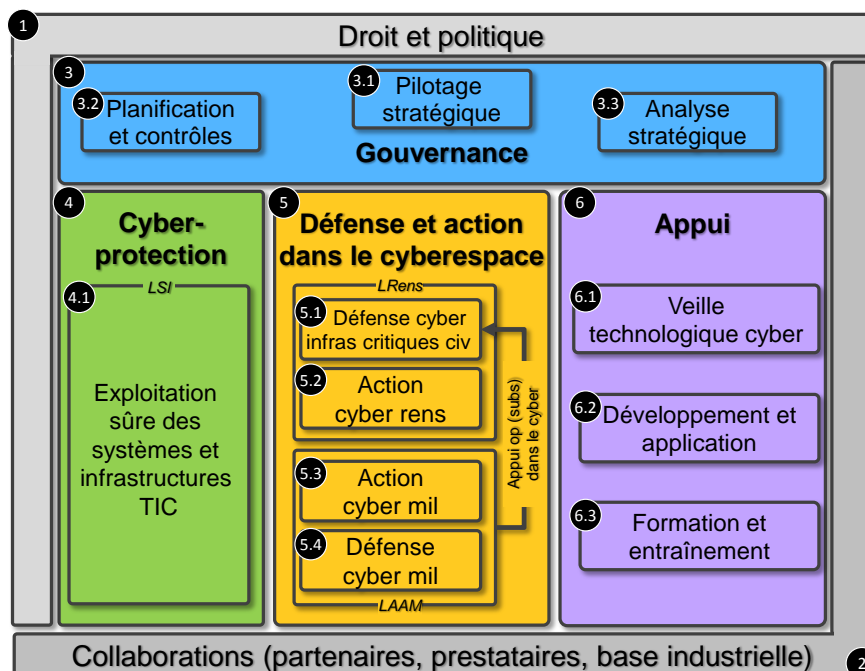 1
Droit et politique
3
3.1
Pilotage
stratégique
3.2
Planification
et contrôles
3.3
Analyse
stratégique
Gouvernance
4
Cyber-
protection
LSI
4.1
Exploitation
sûre des
systèmes et
infrastructures
TIC
5
Défense et action
dans le cyberespace
LRens
5.1
Défense cyber
infras critiques civ
5.2
Action
cyber rens
5.3
Action
cyber mil
5.4
Défense
cyber mil
LAAM
Appui op (subs)
dans le cyber
6
Appui
6.1
Veille
technologique cyber
6.2
Développement et
application
6.3
Formation et
entraînement
Collaborations (partenaires, prestataires, base industrielle)
2